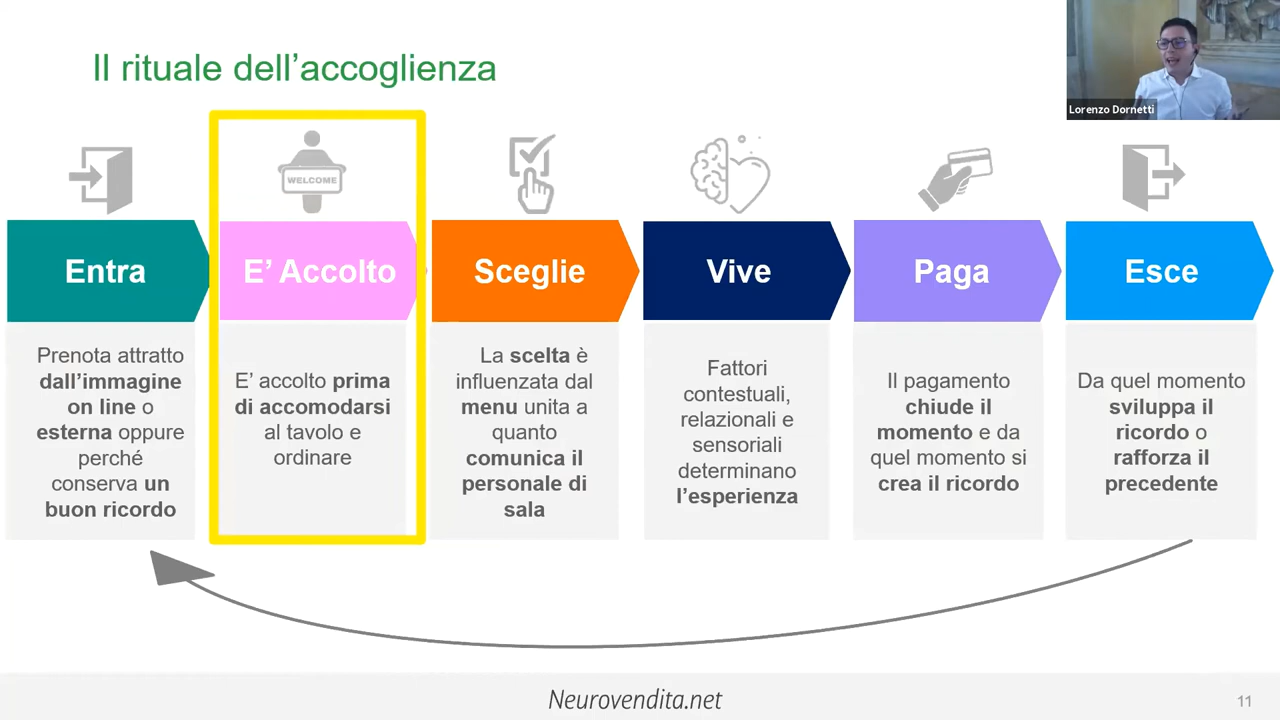 Il rituale dell’accoglienza
Lorenzo Dornetti
WELCOME
Entra
Prenota attratto
dall’immagine
on line o
esterna oppure
perché
conserva un
buon ricordo
E’ Accolto
E’ accolto prima
di accomodarsi
al tavolo e
ordinare
Sceglie
La scelta è
influenzata dal
menu unita a
quanto
comunica il
personale di
sala
Vive
Fattori
contestuali,
relazionali e
sensoriali
determinano
l’esperienza
Paga
Il pagamento
chiude il
momento e da
quel momento si
crea il ricordo
Esce
Da quel momento
sviluppa il
ricordo o
rafforza il
precedente
Neurovendita.net
11